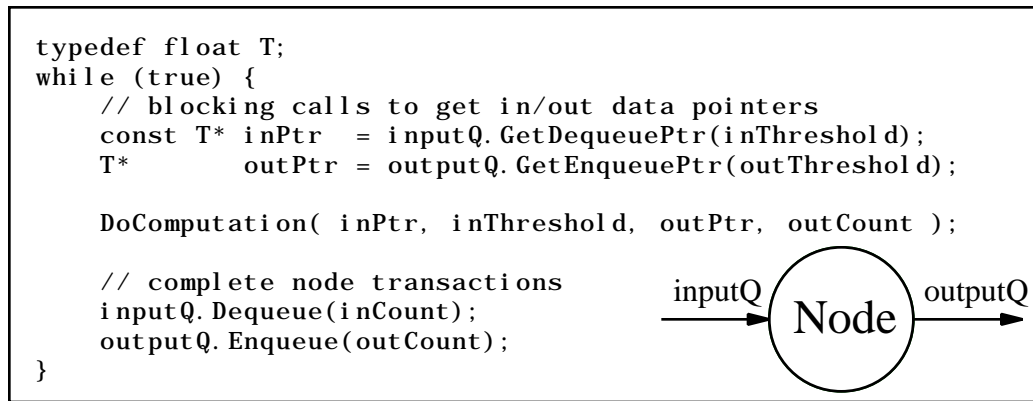 typedef float T;
while (true) {
    // blocking calls to get in/out data pointers
    const T* inPtr  = inputQ.GetDequeuePtr(inThreshold);
    T*       outPtr = outputQ.GetEnqueuePtr(outThreshold);
    DoComputation( inPtr, inThreshold, outPtr, outCount );
    // complete node transactions
    inputQ.Dequeue(inCount);
    outputQ.Enqueue(outCount);
}
inputQ
Node
outputQ